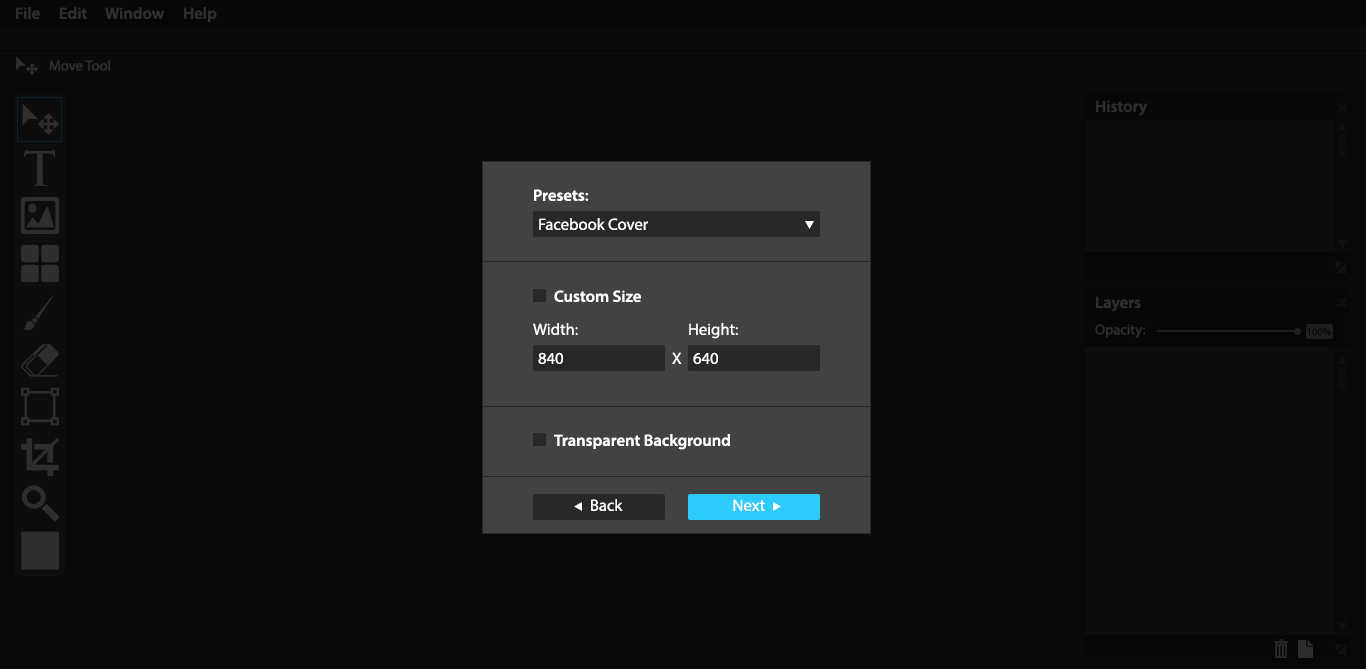 File Edit Window Help
Move Tool
T
History
Presets:
Facebook Cover
Custom Size
Width: Height:
840 X 640
Layers
Opacity: 100%
Transparent Background
Back Next